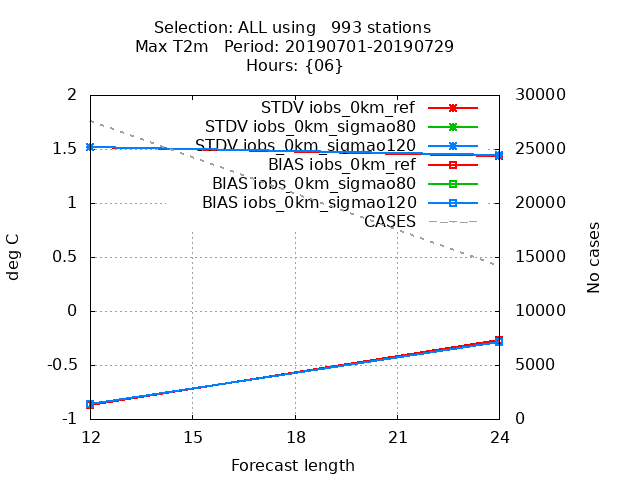 Selection: ALL using   993 stations
Max T2m   Period: 20190701-20190729
Hours: {06}
2
1.5
1
0.5
0
-0.5
-1
deg C
STDV iobs_0km_ref
STDV iobs_0km_sigmao80
STDV iobs_0km_sigmao120
BIAS iobs_0km_ref
BIAS iobs_0km_sigmao80
BIAS iobs_0km_sigmao120
CASES
30000
25000
20000
15000
10000
5000
0
No cases
12 15 18 21 24
Forecast length